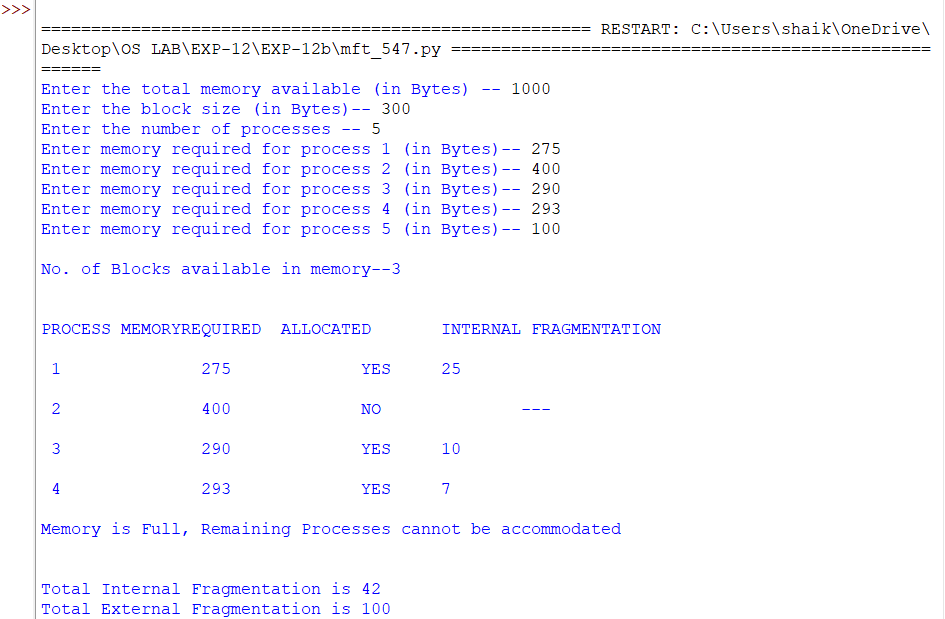 >>>
======================================================= RESTART: C:\Users\shaik\OneDrive\
Desktop\OS LAB\EXP-12\EXP-12b\mft_547.py ================================================
======
Enter the total memory available (in Bytes) -- 1000
Enter the block size (in Bytes)-- 300
Enter the number of processes -- 5
Enter memory required for process 1 (in Bytes)-- 275
Enter memory required for process 2 (in Bytes)-- 400
Enter memory required for process 3 (in Bytes)-- 290
Enter memory required for process 4 (in Bytes)-- 293
Enter memory required for process 5 (in Bytes)-- 100
No. of Blocks available in memory--3
PROCESS MEMORYREQUIRED  ALLOCATED       INTERNAL FRAGMENTATION
1              275             YES     25
2              400             NO              ---
3              290             YES     10
4              293             YES     7
Memory is Full, Remaining Processes cannot be accommodated
Total Internal Fragmentation is 42
Total External Fragmentation is 100